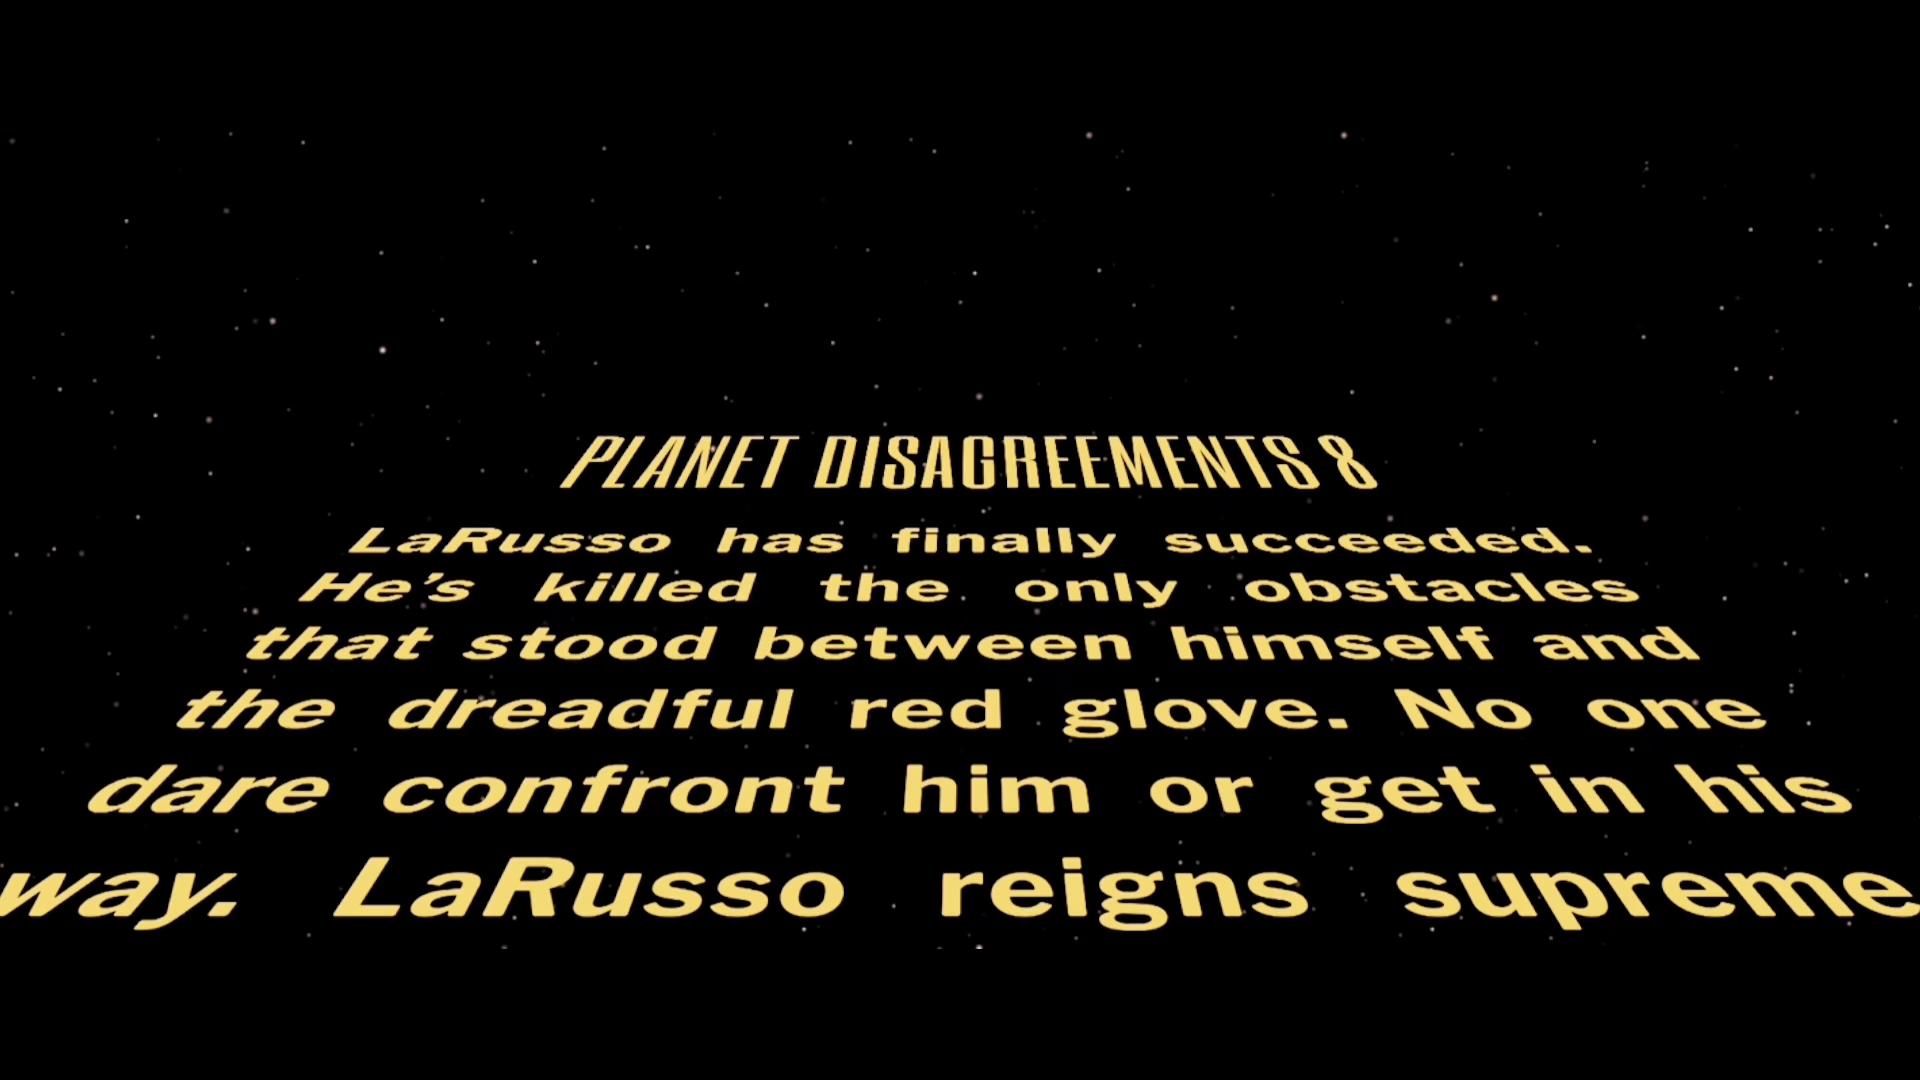 PLANET DISAGREEMENTS 8
LaRusso has finally succeeded.
He’s killed the only obstacles
that stood between himself and
the dreadful red glove. No one
dare confront him or get in his
way. LaRusso reigns supreme